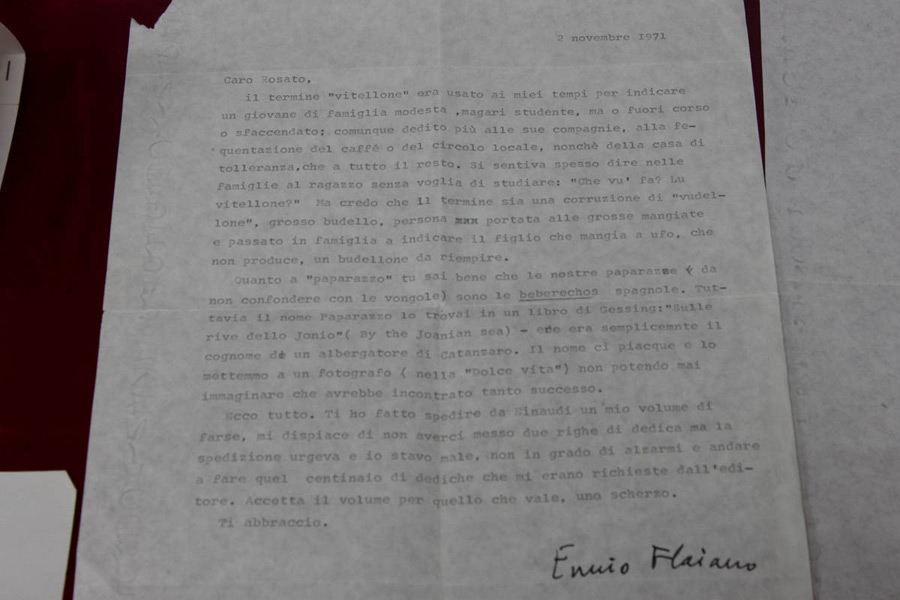 2 novembre 1971
Caro Rosato,
il termine "vitellone" era usato ai miei tempi per indicare
un giovane di famiglia modesta ,magari studente, ma o fuori corso
o sfaccendato; comunque dedito più alle sue compagnie, alla fe-
quentazione del caffè o del circolo locale, nonchè della casa di
tolleranza,che a tutto il resto. Si sentiva spesso dire nelle
famiglie al ragazzo senza voglia di studiare: "Che vu' fa? Lu
vitellone?" Ma credo che il termine sia una corruzione di "vudel-
lone", grosso budello, persona xxx portata alle grosse mangiate
e passato in famiglia a indicare il figlio che mangia a ufo, che
non produce, un budellone da riempire.
Quanto a "paparazzo" tu sai bene che le nostre paparazze ( da
non confondere con le vongole) sono le beberechos spagnole. Tut-
tavia il nome Paparazzo lo trovai in un libro di Gessing:"Sulle
rive dello Jonio"( By the Joanian sea) - era semplicemnte il
cognome di un albergatore di Catanzaro. Il nome ci piacque e lo
mettemmo a un fotografo ( nella "Dolce vita") non potendo mai
immaginare che avrebbe incontrato tanto successo.
Ecco tutto. Ti ho fatto spedire da Einaudi un mio volume di
farse, mi dispiace di non averci messo due righe di dedica ma la
spedizione urgeva e io stavo male, non in grado di alzarmi e andare
a fare quel centinaio di dediche che mi erano richieste dall'edi-
tore. Accetta il volume per quello che vale, uno scherzo.
Ti abbraccio.
Ennio Flaiano